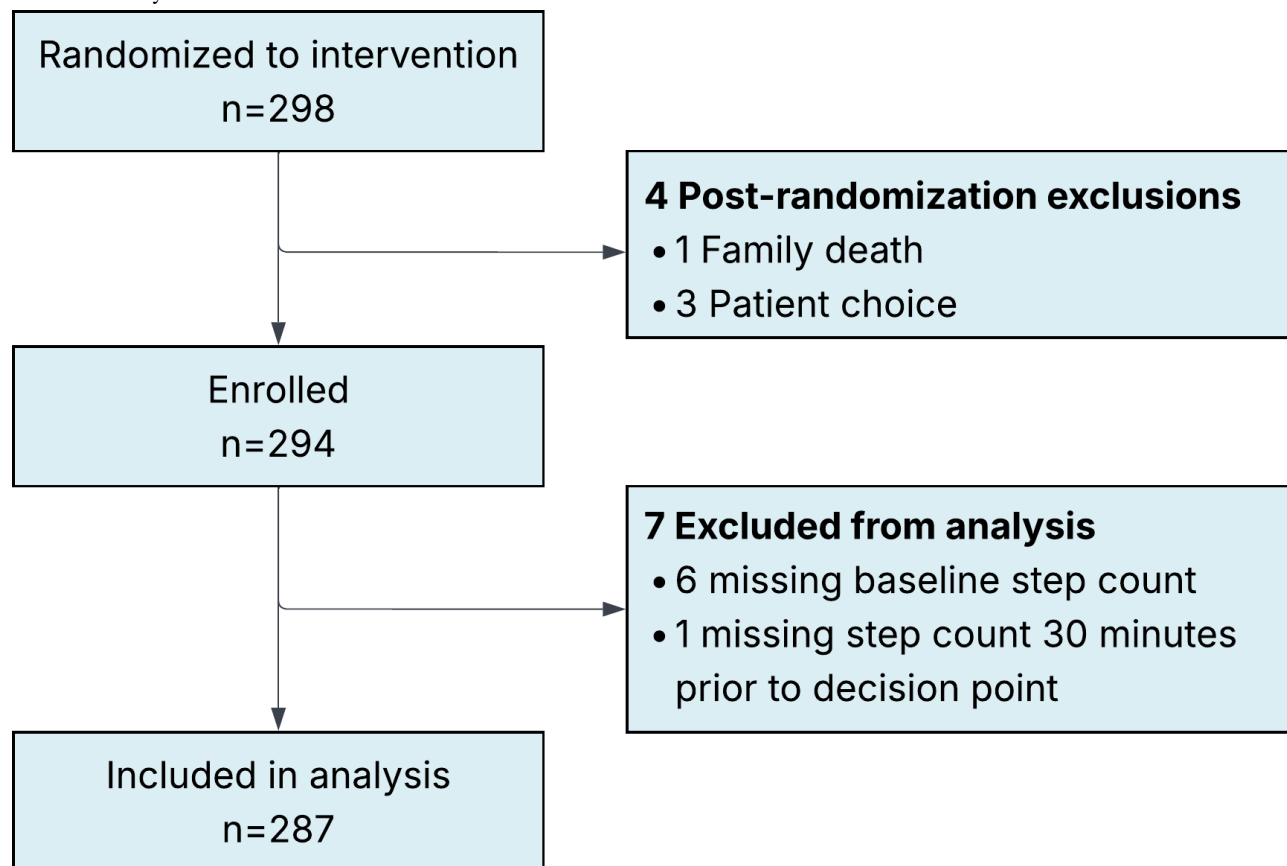 Randomized to intervention
n=298
4 Post-randomization exclusions
• 1 Family death
• 3 Patient choice
Enrolled
n=294
7 Excluded from analysis
• 6 missing baseline step count
• 1 missing step count 30 minutes
prior to decision point
Included in analysis
n=287